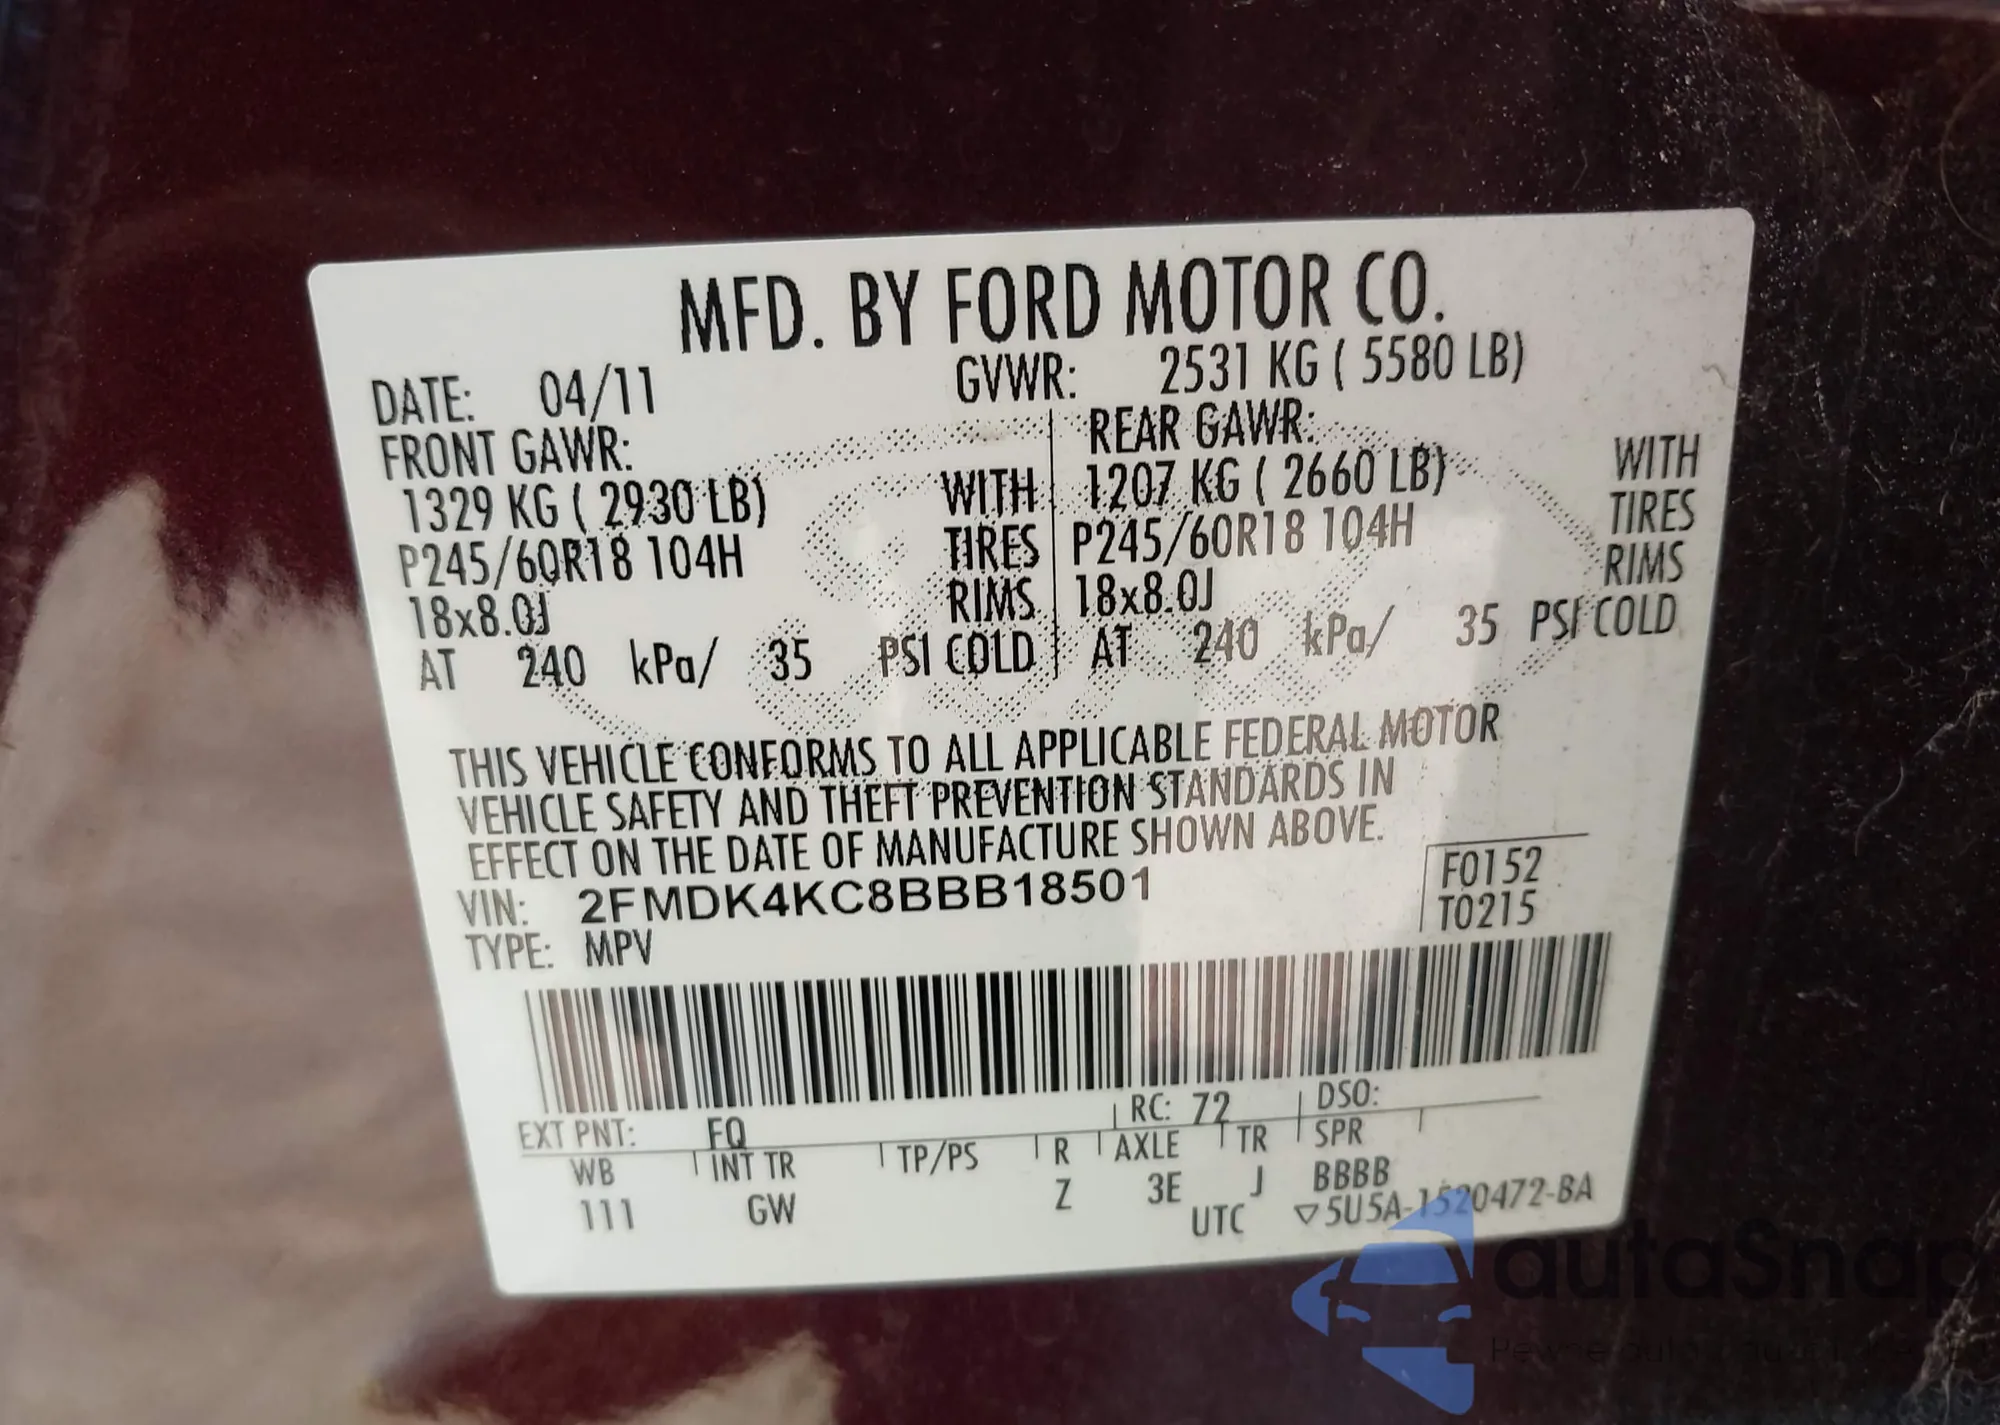 MFD. BY FORD MOTOR CO.
DATE: 04/11 GVWR: 2531 KG ( 5580 LB)
FRONT GAWR: REAR GAWR:
1329 KG ( 2930 LB) WITH 1207 KG ( 2660 LB) WITH
P245/60R18 104H TIRES P245/60R18 104H TIRES
18x8.0J RIMS 18x8.0J RIMS
AT 240 kPa/ 35 PSI COLD AT 240 kPa/ 35 PSI COLD
THIS VEHICLE CONFORMS TO ALL APPLICABLE FEDERAL MOTOR
VEHICLE SAFETY AND THEFT PREVENTION STANDARDS IN
EFFECT ON THE DATE OF MANUFACTURE SHOWN ABOVE.
VIN: 2FMDK4KC8BBB18501 F0152
TYPE: MPV T0215
EXT PNT: FQ RC: 72 DSO:
WB INT TR TP/PS R AXLE TR SPR
111 GW Z 3E J BBBB
UTC ▽5U5A-1520472-BA
autaSnap